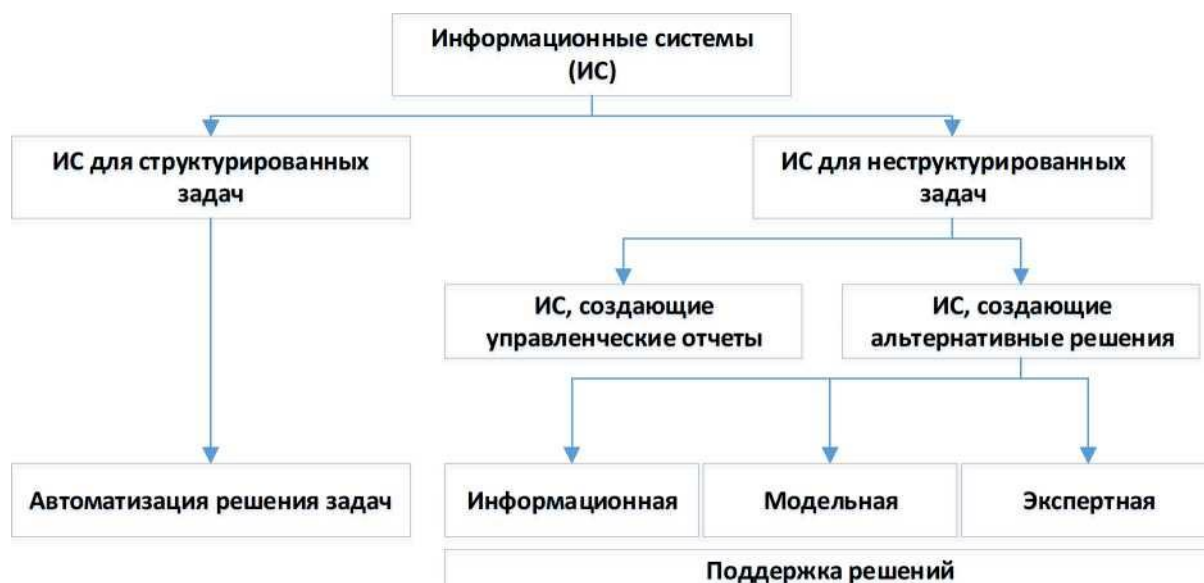 Информационные системы
(ИС)
ИС для структурированных
задач
ИС для неструктурированных
задач
ИС, создающие
управленческие отчеты
ИС, создающие
альтернативные решения
Автоматизация решения задач
Информационная
Модельная
Экспертная
Поддержка решений